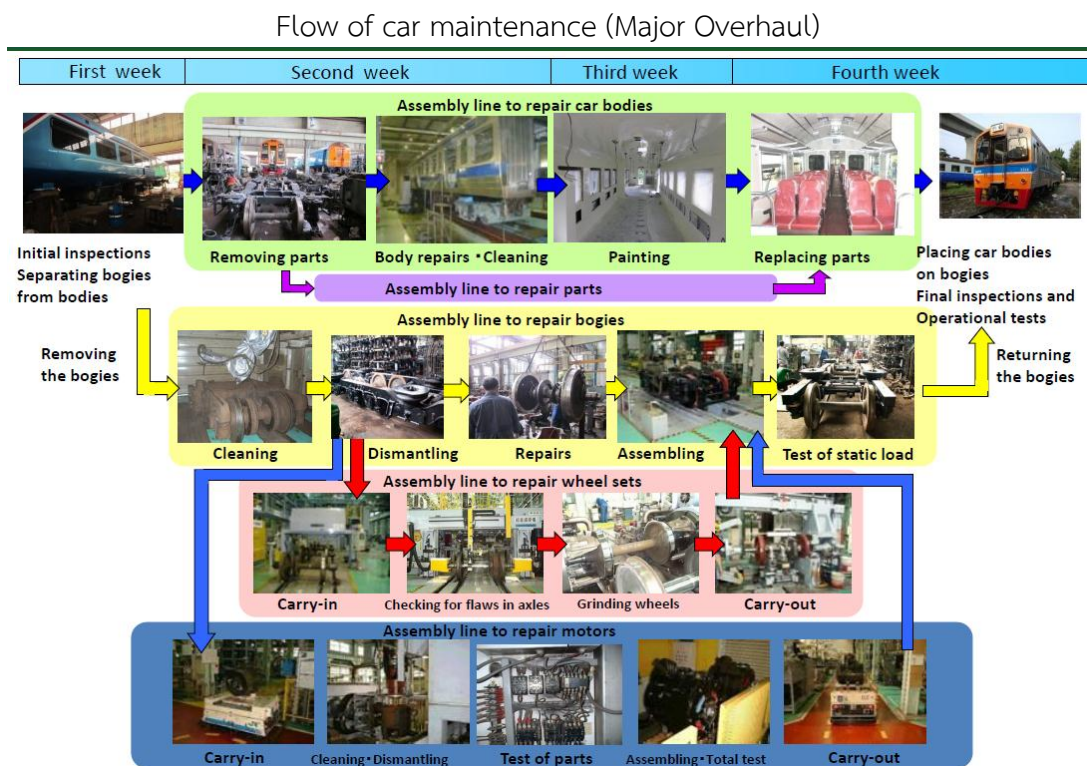 Flow of car maintenance (Major Overhaul)
First week
Second week
Third week
Fourth week
Assembly line to repair car bodies
Initial inspections
Separating bogies
from bodies
Removing parts
Body repairs・Cleaning
Painting
Replacing parts
Placing car bodies
on bogies
Final inspections and
Operational tests
Assembly line to repair parts
Assembly line to repair bogies
Removing
the bogies
Returning
the bogies
Cleaning
Dismantling
Repairs
Assembling
Test of static load
Assembly line to repair wheel sets
Carry-in
Checking for flaws in axles
Grinding wheels
Carry-out
Assembly line to repair motors
Carry-in
Cleaning・Dismantling
Test of parts
Assembling・Total test
Carry-out